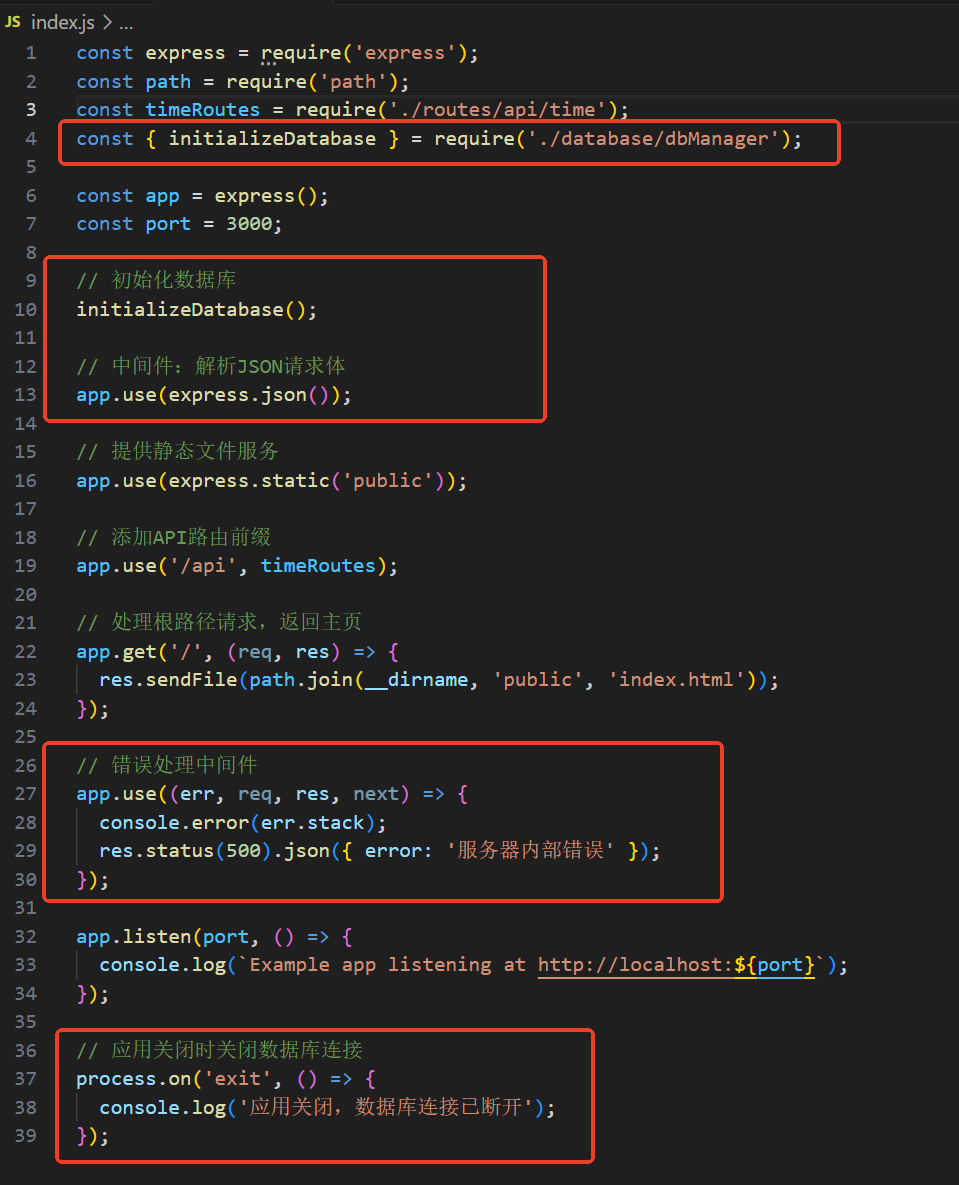 JS index.js > ...
1 const express = require('express');
2 const path = require('path');
3 const timeRoutes = require('./routes/api/time');
4 const { initializeDatabase } = require('./database/dbManager');
5
6 const app = express();
7 const port = 3000;
8
9 // 初始化数据库
10 initializeDatabase();
11
12 // 中间件：解析JSON请求体
13 app.use(express.json());
14
15 // 提供静态文件服务
16 app.use(express.static('public'));
17
18 // 添加API路由前缀
19 app.use('/api', timeRoutes);
20
21 // 处理根路径请求，返回主页
22 app.get('/', (req, res) => {
23   res.sendFile(path.join(__dirname, 'public', 'index.html'));
24 });
25
26 // 错误处理中间件
27 app.use((err, req, res, next) => {
28   console.error(err.stack);
29   res.status(500).json({ error: '服务器内部错误' });
30 });
31
32 app.listen(port, () => {
33   console.log(`Example app listening at http://localhost:${port}`);
34 });
35
36 // 应用关闭时关闭数据库连接
37 process.on('exit', () => {
38   console.log('应用关闭，数据库连接已断开');
39 });